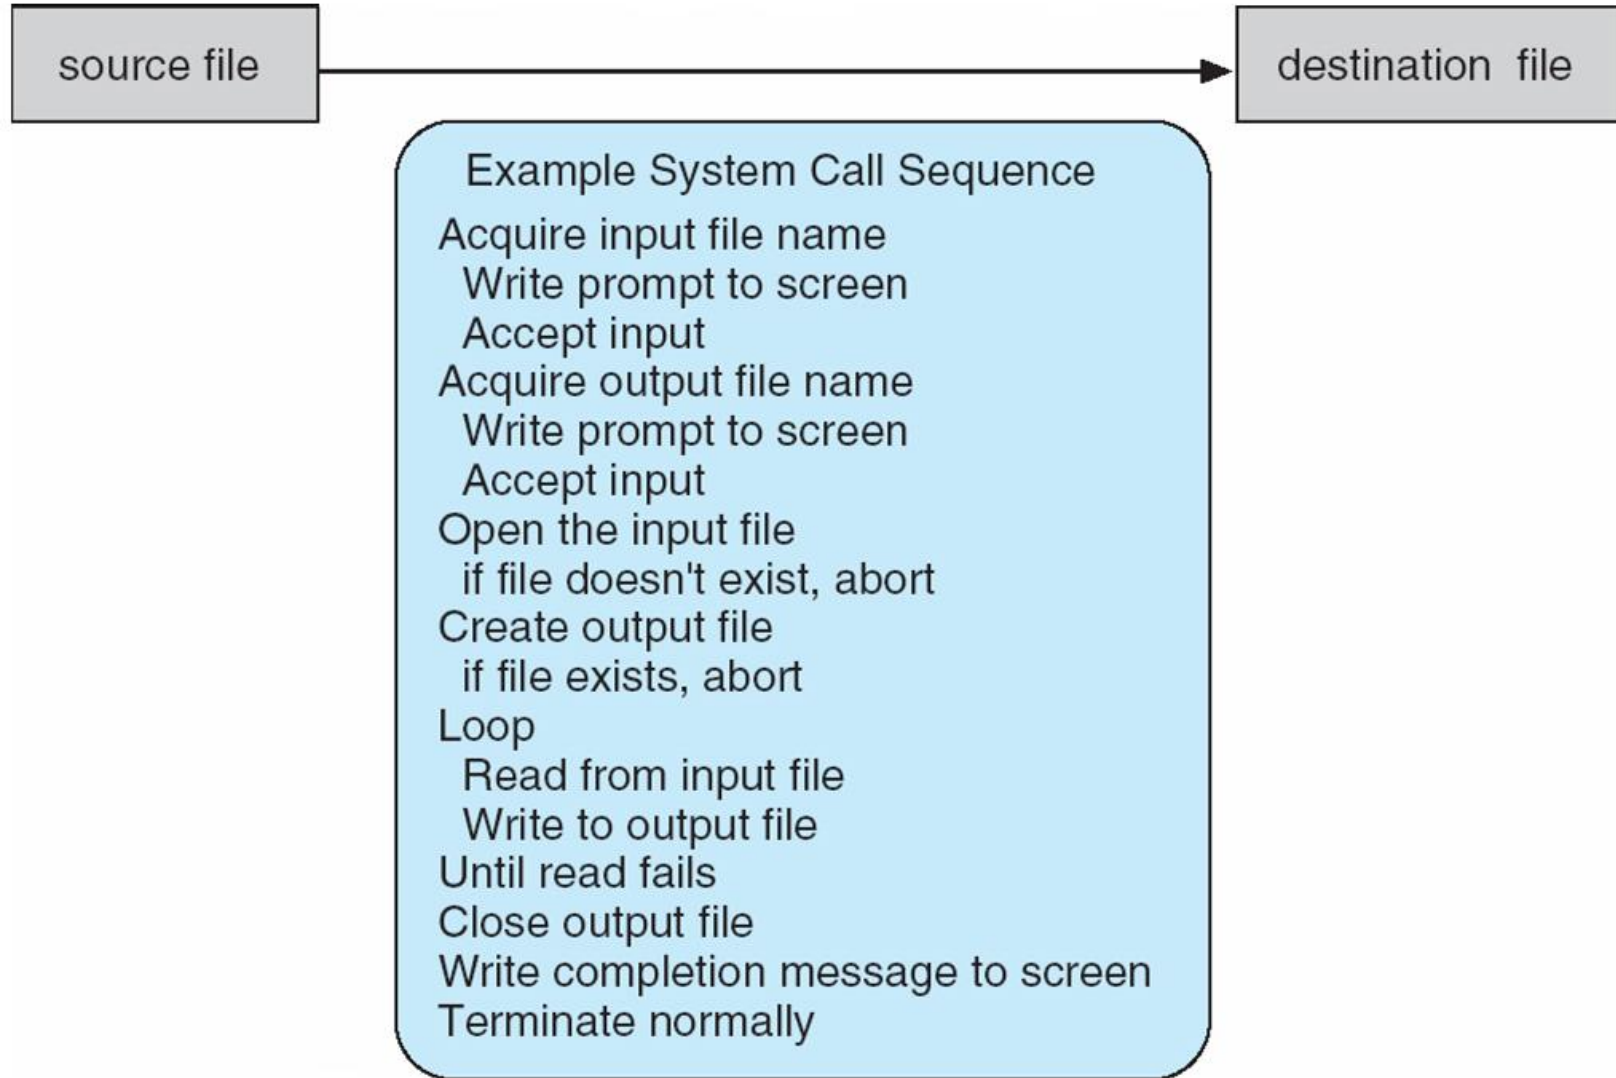 source file
destination file
Example System Call Sequence
Acquire input file name
Write prompt to screen
Accept input
Acquire output file name
Write prompt to screen
Accept input
Open the input file
if file doesn't exist, abort
Create output file
if file exists, abort
Loop
Read from input file
Write to output file
Until read fails
Close output file
Write completion message to screen
Terminate normally